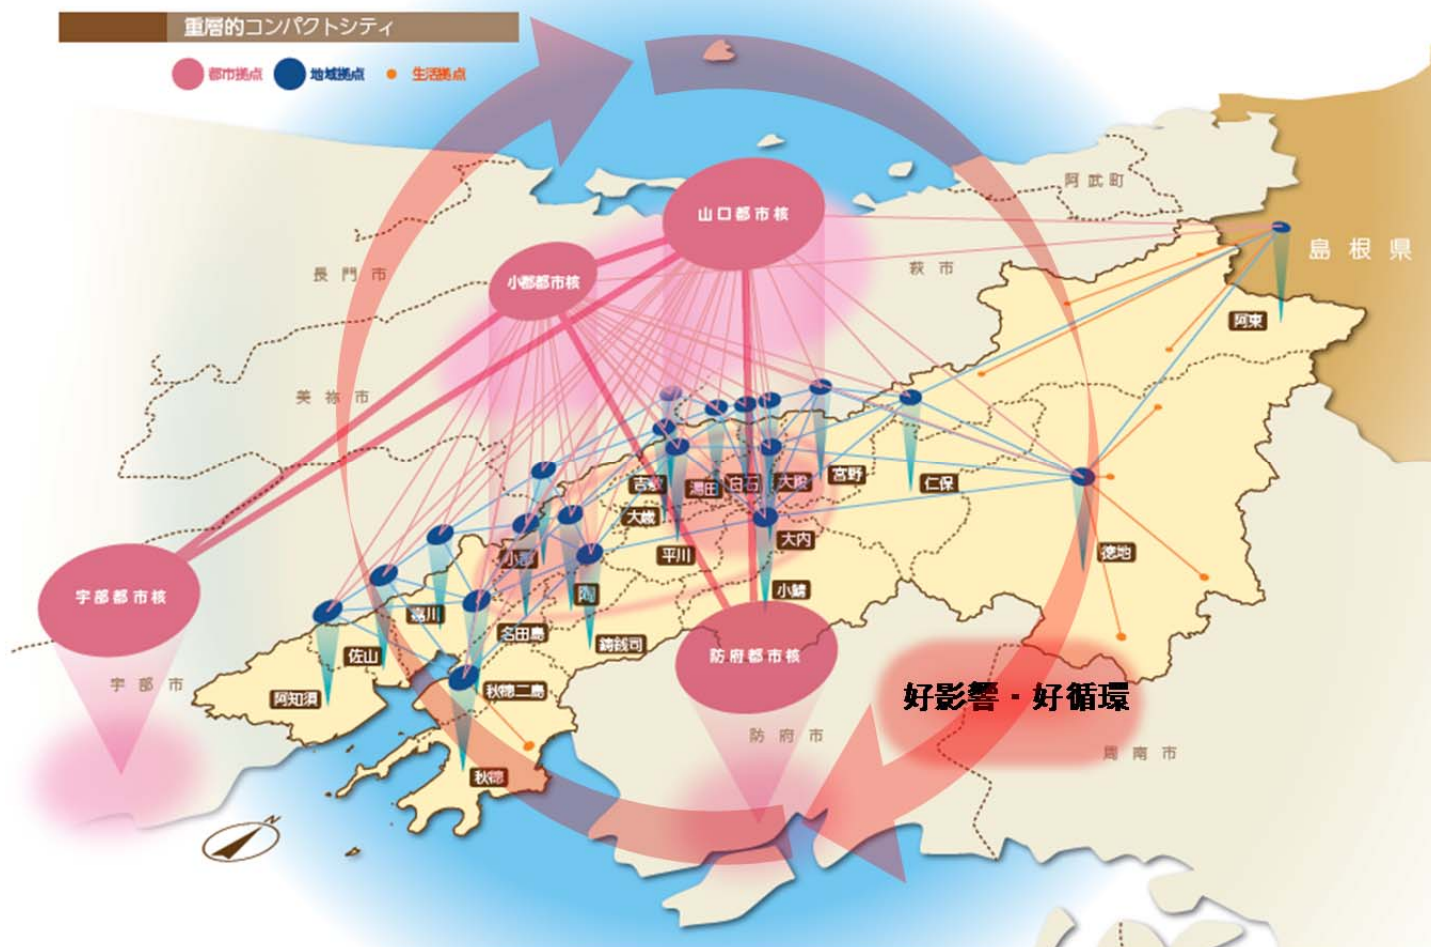 重層的コンパクトシティ
都市拠点 地域拠点 生活拠点
阿武町
山口都市核
島根県
長門市
小郡都市核
萩市
阿東
美祢市
吉敷 湯田 白石 大殿 宮野
仁保
大歳
平川
大内
徳地
小郡
陶
小鯖
宇部都市核
嘉川
名田島
鋳銭司
防府都市核
佐山
宇部市
阿知須
秋穂二島
好影響・好循環
防府市
周南市
秋穂
N